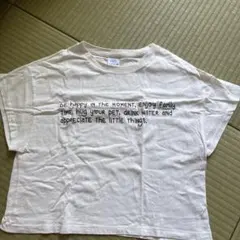 BE HAPPY IN THE MOMENT, ENJOY FAMILY
TIME, HUG YOUR PET, DRINK WATER AND
APPRECIATE THE LITTLE THINGS.